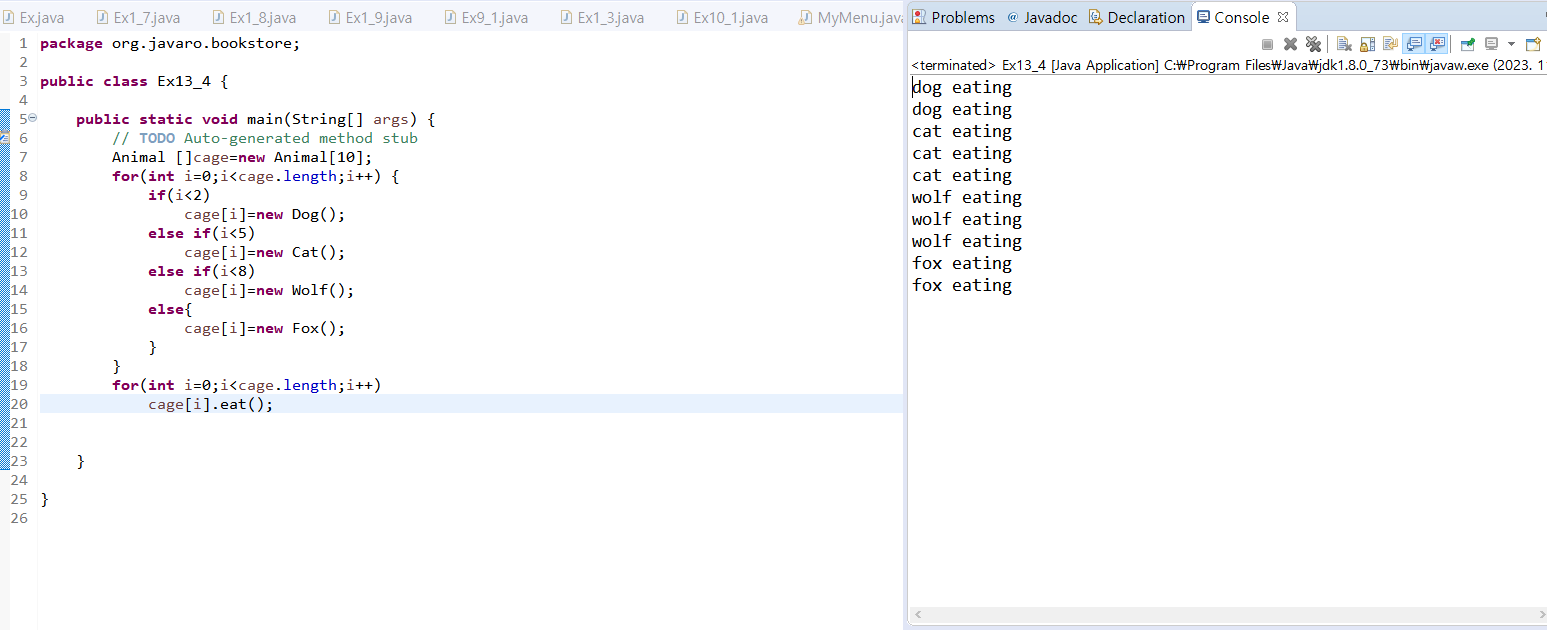 Ex.java Ex1_7.java Ex1_8.java Ex1_9.java Ex9_1.java Ex1_3.java Ex10_1.java MyMenu.java
Problems @ Javadoc Declaration Console
<terminated> Ex13_4 [Java Application] C:₩Program Files₩Java₩jdk1.8.0_73₩bin₩javaw.exe (2023. 1
1 package org.javaro.bookstore;
2
3 public class Ex13_4 {
4
5 public static void main(String[] args) {
6 // TODO Auto-generated method stub
7 Animal []cage=new Animal[10];
8 for(int i=0;i<cage.length;i++) {
9 if(i<2)
10 cage[i]=new Dog();
11 else if(i<5)
12 cage[i]=new Cat();
13 else if(i<8)
14 cage[i]=new Wolf();
15 else{
16 cage[i]=new Fox();
17 }
18 }
19 for(int i=0;i<cage.length;i++)
20 cage[i].eat();
21
22
23 }
24
25 }
26
dog eating
dog eating
cat eating
cat eating
cat eating
wolf eating
wolf eating
wolf eating
fox eating
fox eating